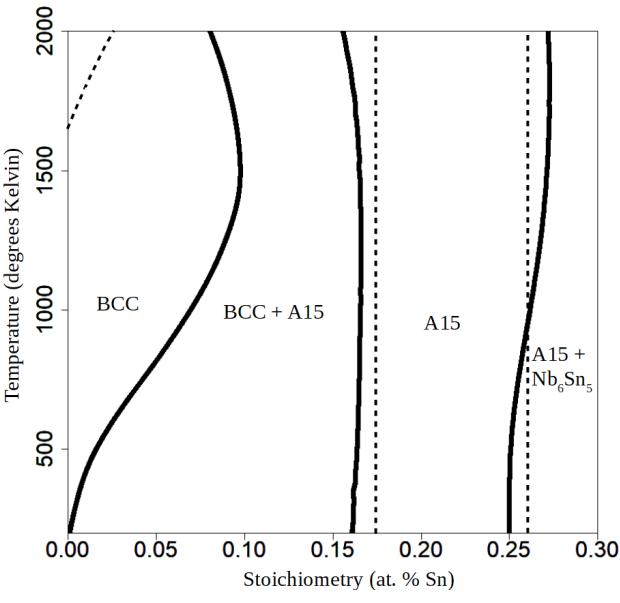 2000
1500
1000
500
Temperature (degrees Kelvin)
BCC
BCC + A15
A15
A15 +
Nb6Sn5
0.00 0.05 0.10 0.15 0.20 0.25 0.30
Stoichiometry (at. % Sn)